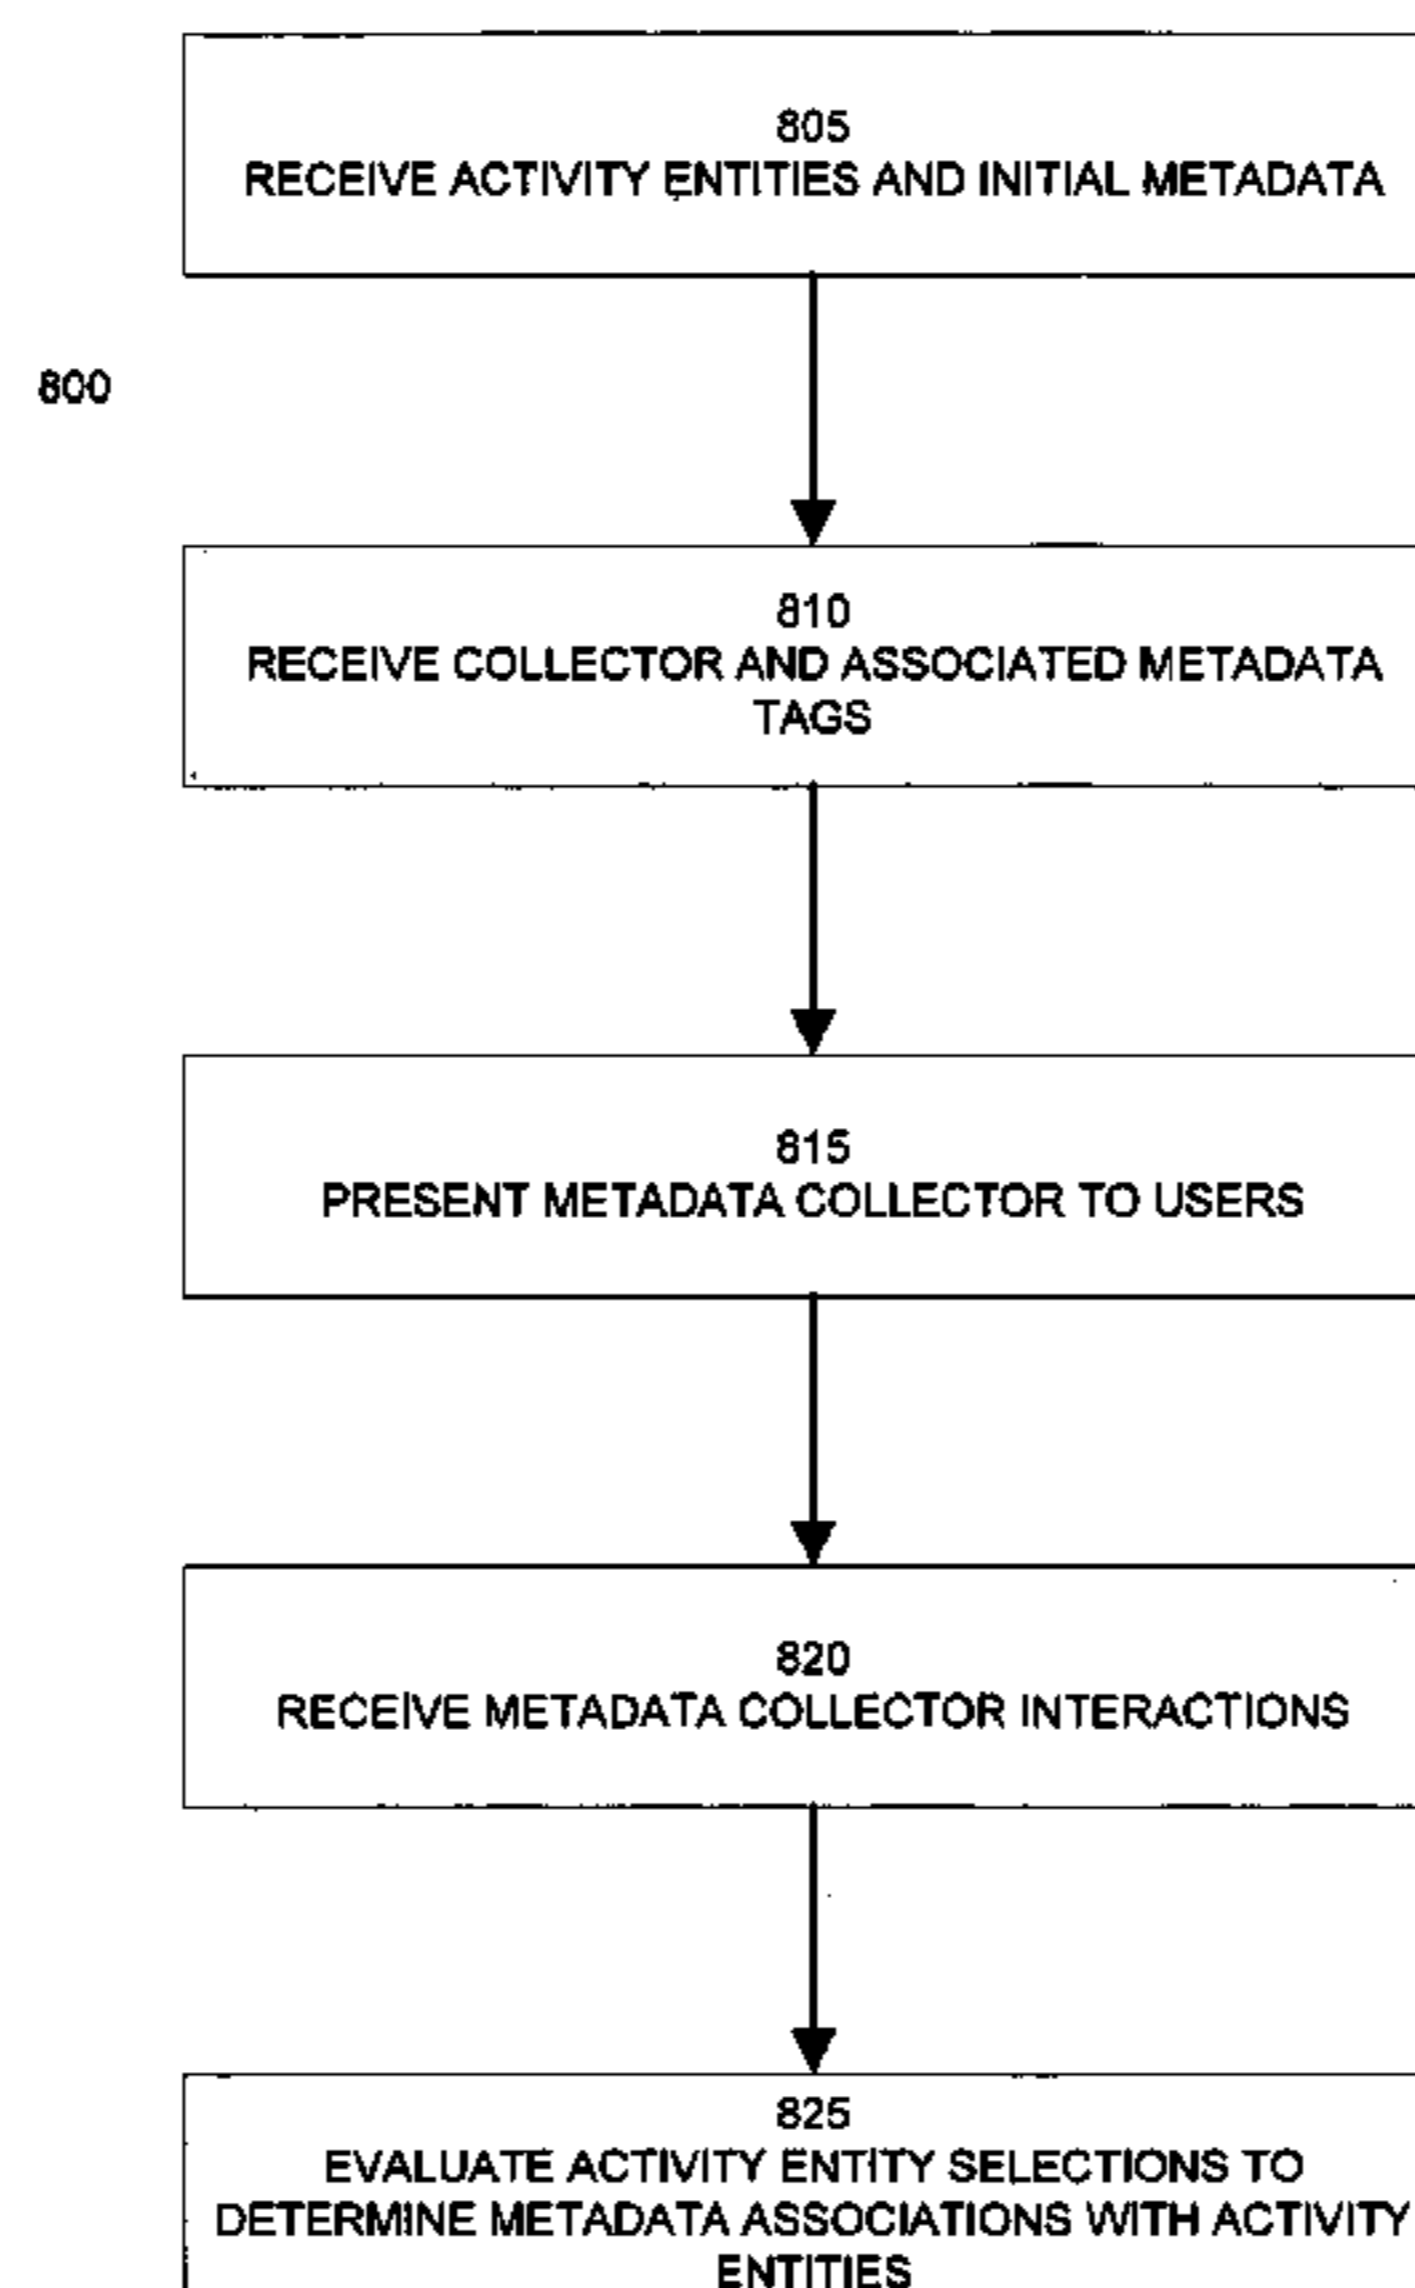 805
RECEIVE ACTIVITY ENTITIES AND INITIAL METADATA
800
810
RECEIVE COLLECTOR AND ASSOCIATED METADATA
TAGS
815
PRESENT METADATA COLLECTOR TO USERS
820
RECEIVE METADATA COLLECTOR INTERACTIONS
825
EVALUATE ACTIVITY ENTITY SELECTIONS TO
DETERMINE METADATA ASSOCIATIONS WITH ACTIVITY
ENTITIES